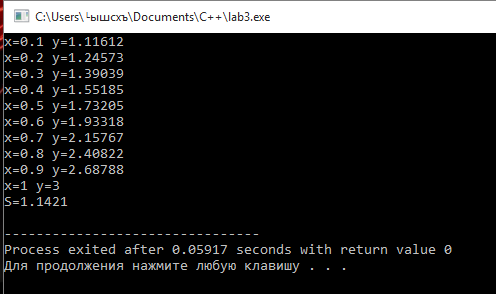 C:\Users\└ышсхъ\Documents\C++\lab3.exe
x=0.1 y=1.11612
x=0.2 y=1.24573
x=0.3 y=1.39039
x=0.4 y=1.55185
x=0.5 y=1.73205
x=0.6 y=1.93318
x=0.7 y=2.15767
x=0.8 y=2.40822
x=0.9 y=2.68788
x=1 y=3
S=1.1421
--------------------------------
Process exited after 0.05917 seconds with return value 0
Для продолжения нажмите любую клавишу . . .